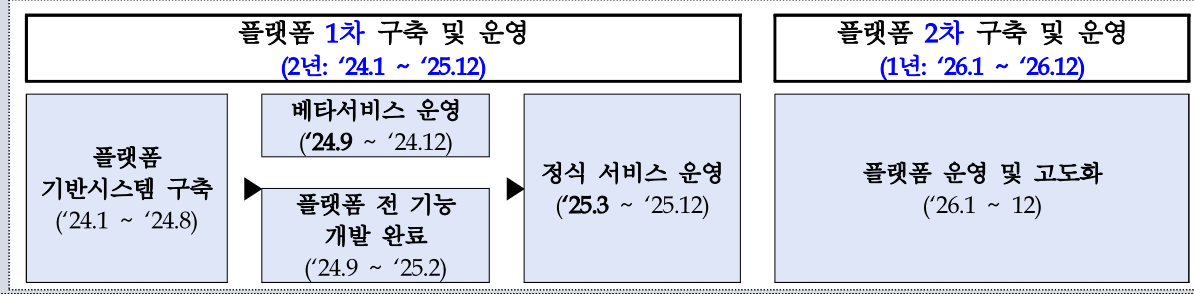 플랫폼 1차 구축 및 운영
(2년: ‘24.1 ~ ‘25.12)
플랫폼 2차 구축 및 운영
(1년: ‘26.1 ~ ‘26.12)
플랫폼
기반시스템 구축
(‘24.1 ~ ‘24.8)
베타서비스 운영
(‘24.9 ~ ‘24.12)
플랫폼 전 기능
개발 완료
(‘24.9 ~ ‘25.2)
정식 서비스 운영
(‘25.3 ~ ‘25.12)
플랫폼 운영 및 고도화
(‘26.1 ~ 12)